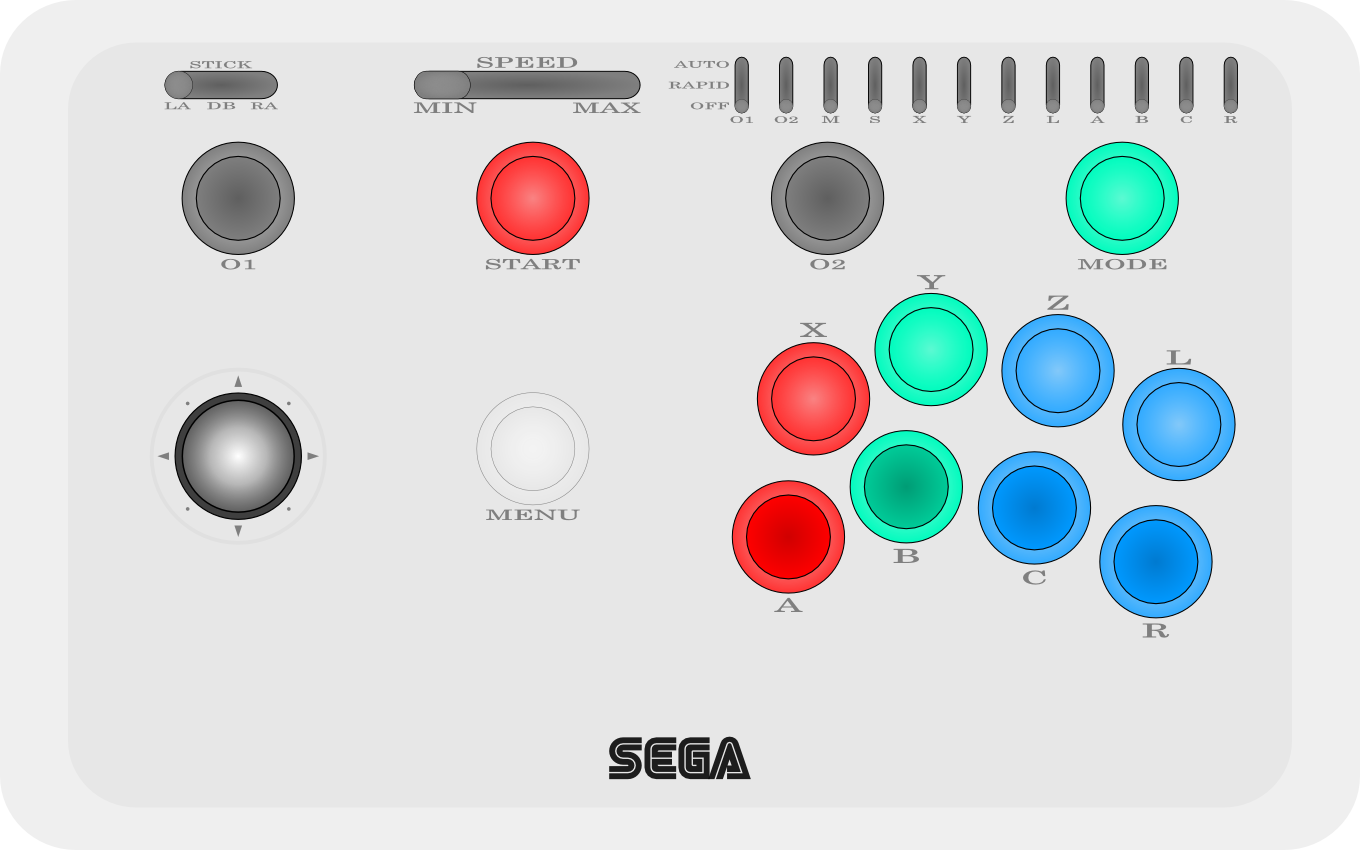 STICK
LA DB RA
SPEED
MIN MAX
AUTO
RAPID
OFF
O1 O2 M S X Y Z L A B C R
O1
START
O2
MODE
Y
Z
X
L
MENU
B
C
A
R
SEGA